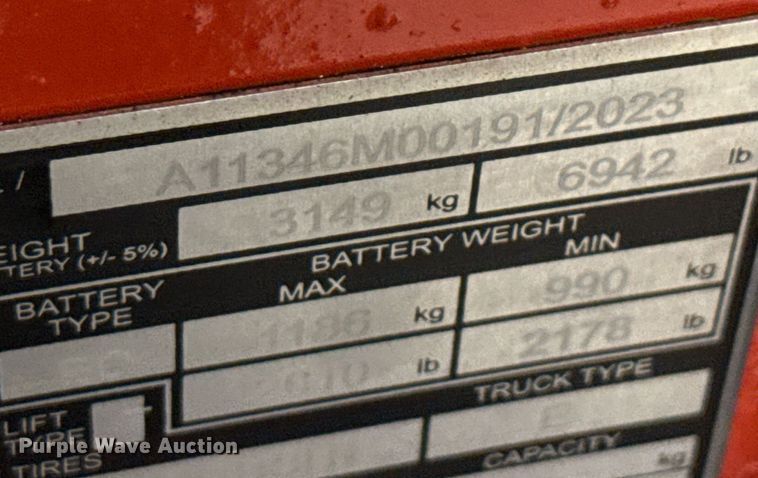 / A11346M00191/2023
EIGHT 3149 kg 6942 lb
TERY (+/- 5%)
BATTERY WEIGHT
BATTERY TYPE MAX MIN
1186 kg 990 kg
lb 2178 lb
TRUCK TYPE
LIFT
CAPACITY
TIRES kg
Purple Wave Auction